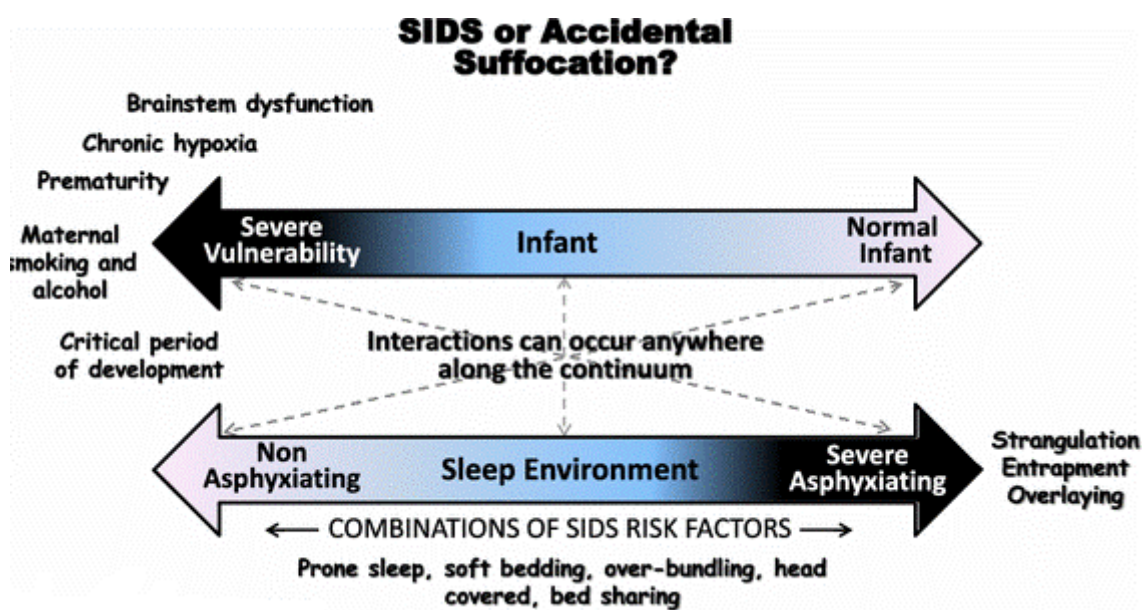 SIDS or Accidental
Suffocation?
Brainstem dysfunction
Chronic hypoxia
Prematurity
Maternal
smoking and
alcohol
Critical period
of development
Severe
Vulnerability
Infant
Normal
Infant
Interactions can occur anywhere
along the continuum
Non
Asphyxiating
Sleep Environment
Severe
Asphyxiating
Strangulation
Entrapment
Overlaying
COMBINATIONS OF SIDS RISK FACTORS
Prone sleep, soft bedding, over-bundling, head
covered, bed sharing